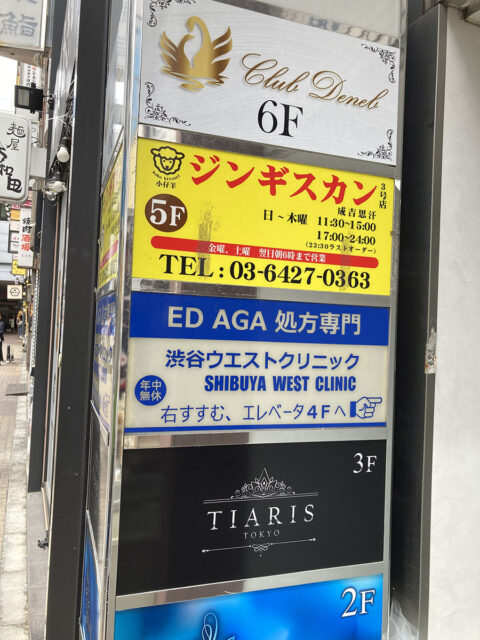 Club Deneb
6F
小仔羊
ジンギスカン
3号店
成吉思汗
5F
日～木曜 11:30~15:00
17:00~24:00
(23:30ラストオーダー)
金曜、土曜 翌日朝6時まで営業
TEL : 03-6427-0363
ED AGA 処方専門
渋谷ウエストクリニック
SHIBUYA WEST CLINIC
年中
無休
右すすむ、エレベータ4Fへ
3F
TIARIS
TOKYO
2F
麺屋